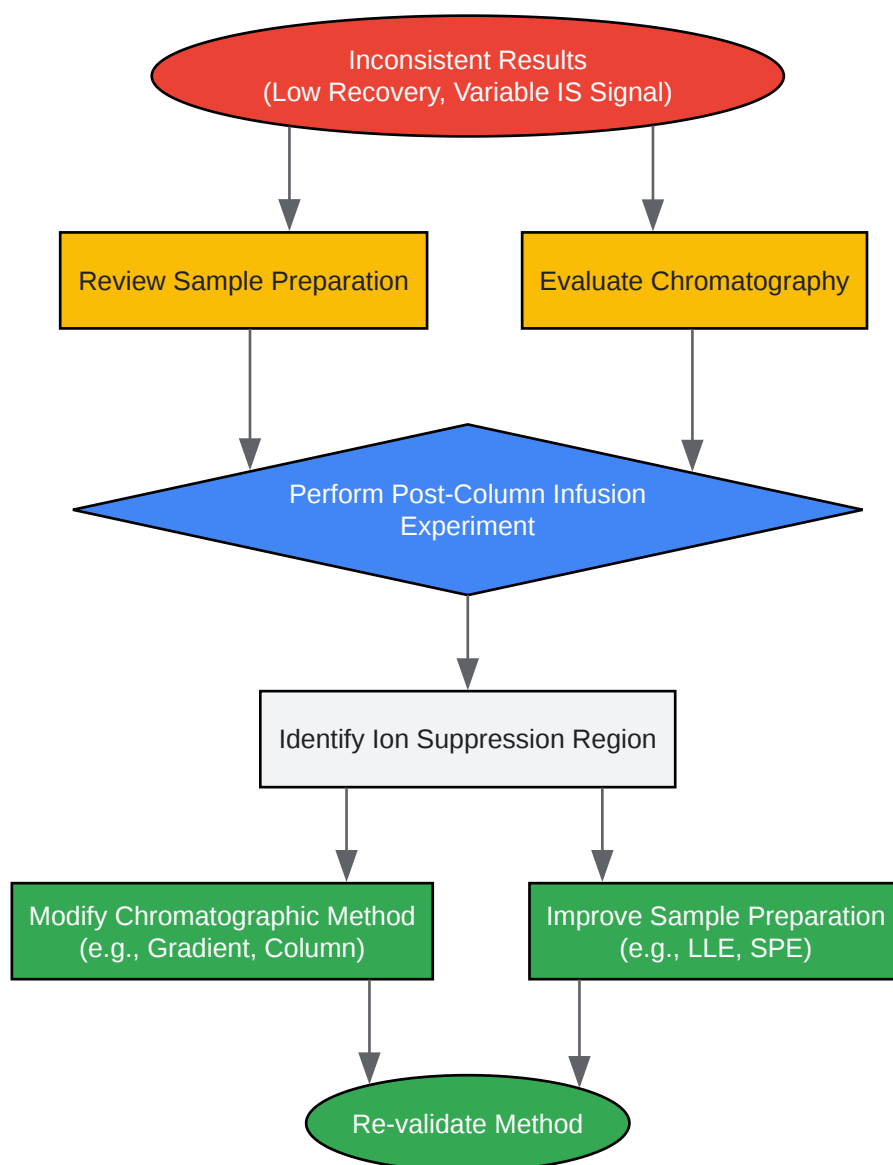 Inconsistent Results
(Low Recovery, Variable IS Signal)
Review Sample Preparation
Evaluate Chromatography
Perform Post-Column Infusion
Experiment
Identify Ion Suppression Region
Modify Chromatographic Method
(e.g., Gradient, Column)
Improve Sample Preparation
(e.g., LLE, SPE)
Re-validate Method